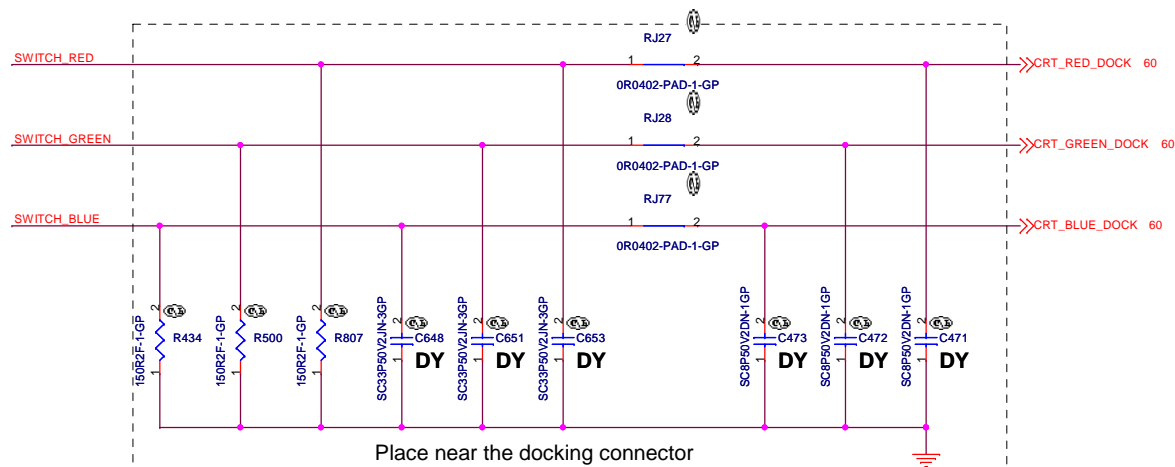 RJ27
SWITCH_RED
1
2
CRT_RED_DOCK 60
0R0402-PAD-1-GP
RJ28
SWITCH_GREEN
1
2
CRT_GREEN_DOCK 60
0R0402-PAD-1-GP
RJ77
SWITCH_BLUE
1
2
CRT_BLUE_DOCK 60
0R0402-PAD-1-GP
150R2F-1-GP
2
R434
1
150R2F-1-GP
2
R500
1
150R2F-1-GP
2
R807
1
SC33P50V2JN-3GP
2
C648
1
DY
SC33P50V2JN-3GP
2
C651
1
DY
SC33P50V2JN-3GP
2
C653
1
DY
SC8P50V2DN-1GP
2
C473
1
DY
SC8P50V2DN-1GP
2
C472
1
DY
SC8P50V2DN-1GP
2
C471
1
DY
Place near the docking connector